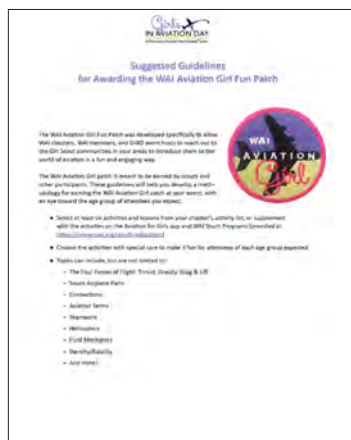 Girls
IN AVIATION DAY
Suggested Guidelines
for Awarding the WAI Aviation Girl Fun Patch
The WAI Aviation Girl Fun Patch was developed specifically to allow
WAI chapters, WAI members, and GIAD event hosts to reach out to
the Girl Scout communities in your areas to introduce them to the
world of aviation in a fun and engaging way.
WAI
AVIATION
Girl
The WAI Aviation Girl patch is meant to be earned by scouts and
other participants. These guidelines will help you develop a meth-
odology for earning the WAI Aviation Girl patch at your event, with
an eye toward the age group of attendees you expect.
• Select at least six activities and lessons from your chapter's activity list, or supplement
with the activities on the Aviation for Girls app and WAI Youth Programs (provided at
• Choose the activities with special care to make it fun for attendees of each age group expected
• Topics can include, but are not limited to:
– The Four Forces of Flight: Thrust, Gravity, Drag & Lift
– Airplane Parts
– Connections
– Aviation Terms
– Teamwork
– Helicopters
– Fluid Mechanics
– Density/
– Any more!